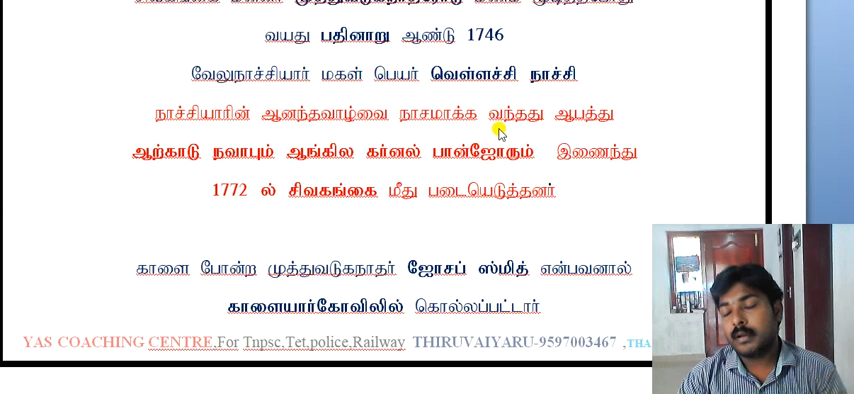 வயது பதினாறு ஆண்டு 1746
வேலுநாச்சியார் மகள் பெயர் வெள்ளச்சி நாச்சி
நாச்சியாரின் ஆனந்தவாழ்வை நாசமாக்க வந்தது ஆபத்து
ஆற்காடு நவாபும் ஆங்கில கர்னல் பான்ஜோரும் இணைந்து
1772 ல் சிவகங்கை மீது படையெடுத்தனர்
காளை போன்ற முத்துவடுகநாதர் ஜோசப் ஸ்மித் என்பவனால்
காளையார்கோவிலில் கொல்லப்பட்டார்
YAS COACHING CENTRE,For Tnpsc,Tet,police,Railway THIRUVAIYARU-9597003467 ,THA